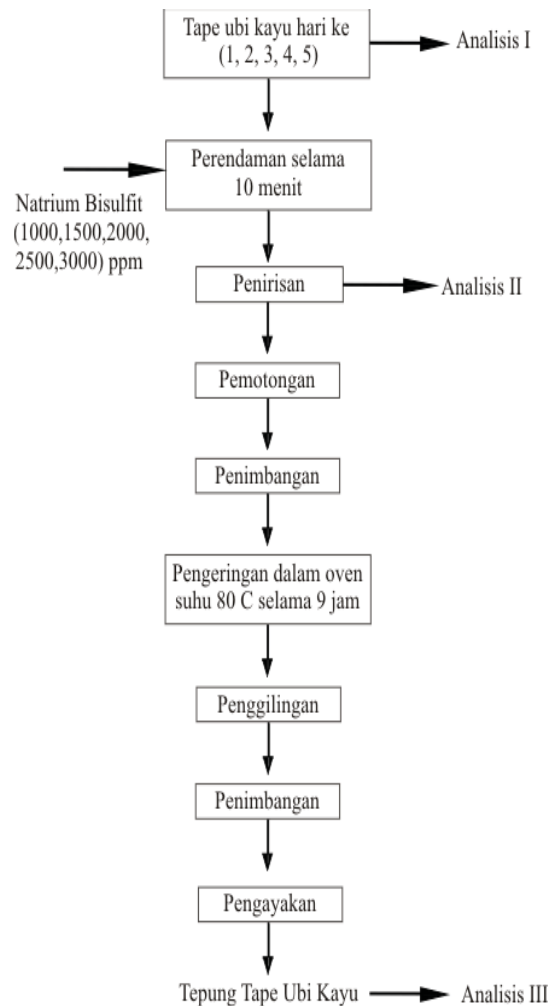 Tape ubi kayu hari ke
(1, 2, 3, 4, 5)
Analisis I
Perendaman selama
10 menit
Natrium Bisulfit
(1000,1500,2000,
2500,3000) ppm
Penirisan
Analisis II
Pemotongan
Penimbangan
Pengeringan dalam oven
suhu 80 C selama 9 jam
Penggilingan
Penimbangan
Pengayakan
Tepung Tape Ubi Kayu
Analisis III